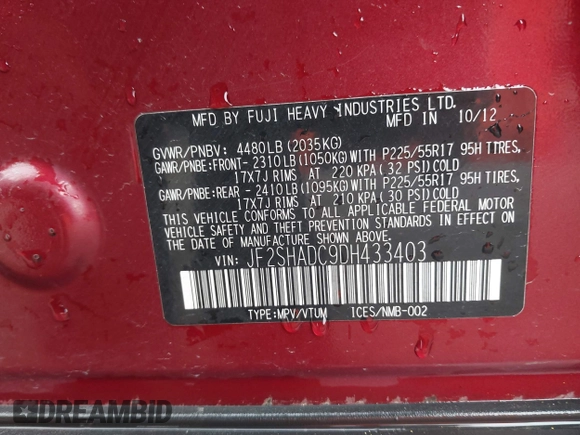 MFD BY FUJI HEAVY INDUSTRIES LTD.
MFD IN 10/12
GVWR/PNBV: 4480LB (2035KG)
GAWR/PNBE:FRONT- 2310LB(1050KG)WITH P225/55R17 95H TIRES,
17X7J RIMS AT 220 KPA(32 PSI)COLD
GAWR/PNBE:REAR - 2410LB(1095KG)WITH P225/55R17 95H TIRES,
17X7J RIMS AT 210 KPA(30 PSI)COLD
THIS VEHICLE CONFORMS TO ALL APPLICABLE FEDERAL MOTOR
VEHICLE SAFETY AND THEFT PREVENTION STANDARDS IN EFFECT ON
THE DATE OF MANUFACTURE SHOWN ABOVE.
VIN: JF2SHADC9DH433403
TYPE:MPV/VTUM ICES/NMB-002
DREAMBID